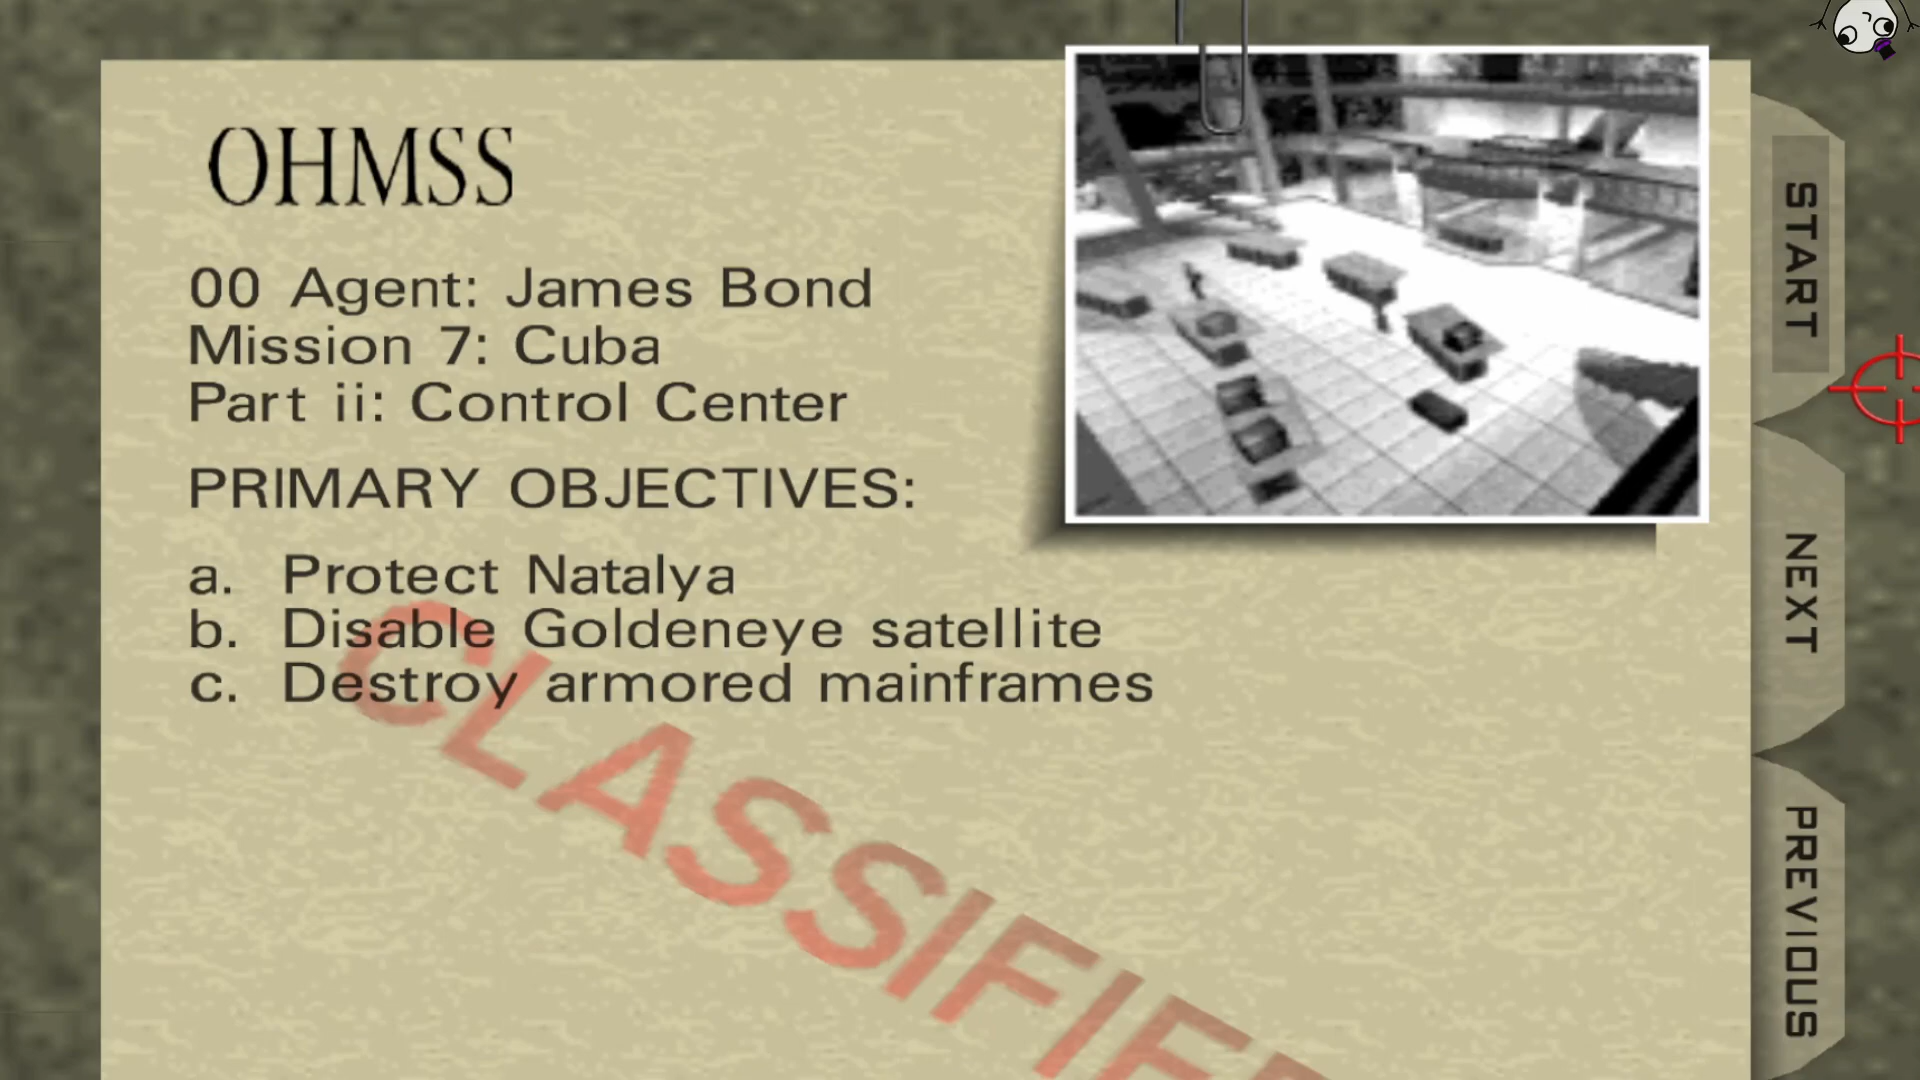 OHMSS
00 Agent: James Bond
Mission 7: Cuba
Part ii: Control Center
PRIMARY OBJECTIVES:
a. Protect Natalya
b. Disable Goldeneye satellite
c. Destroy armored mainframes
CLASSIFIE
START
NEXT
PREVIOUS